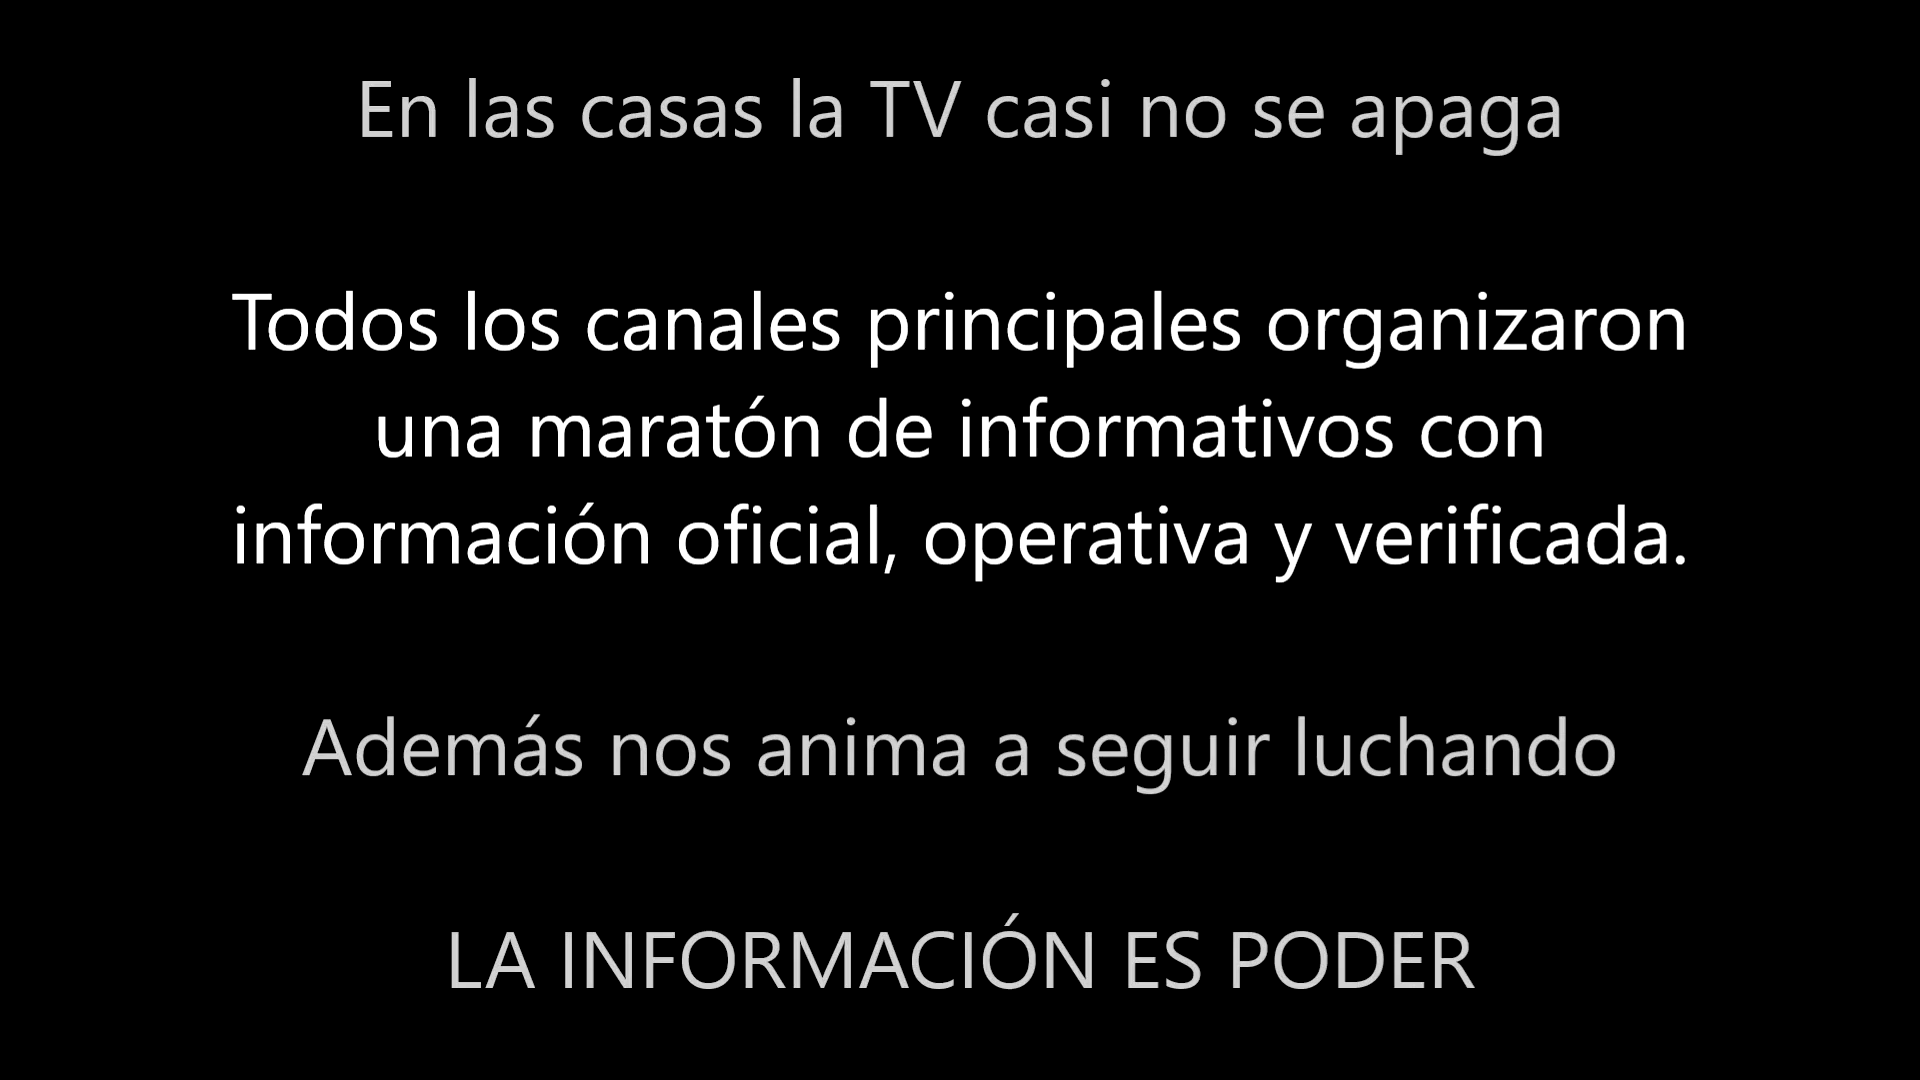 En las casas la TV casi no se apaga
Todos los canales principales organizaron
una maratón de informativos con
información oficial, operativa y verificada.
Además nos anima a seguir luchando
LA INFORMACIÓN ES PODER